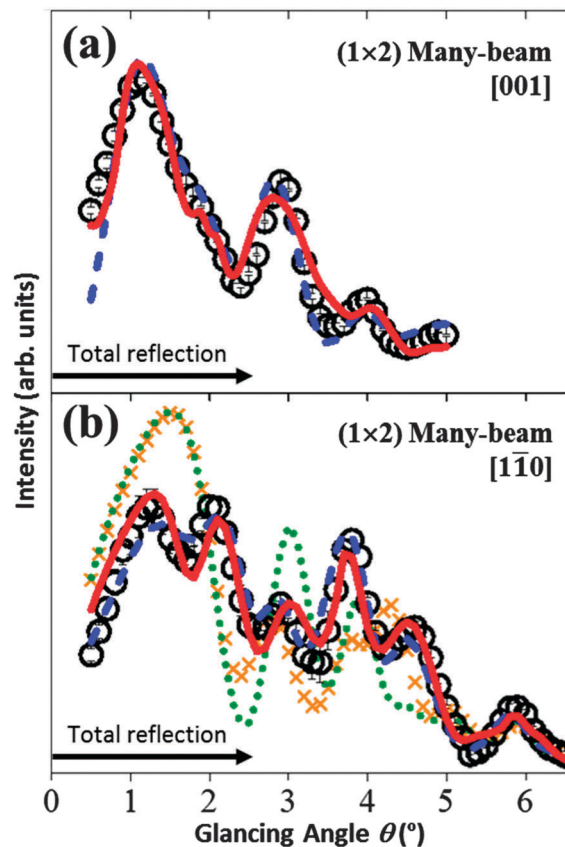 (a)
(1×2) Many-beam
[001]
Total reflection
Intensity (arb. units)
(b)
(1×2) Many-beam
[11̅0]
Total reflection
0 1 2 3 4 5 6
Glancing Angle θ (º)